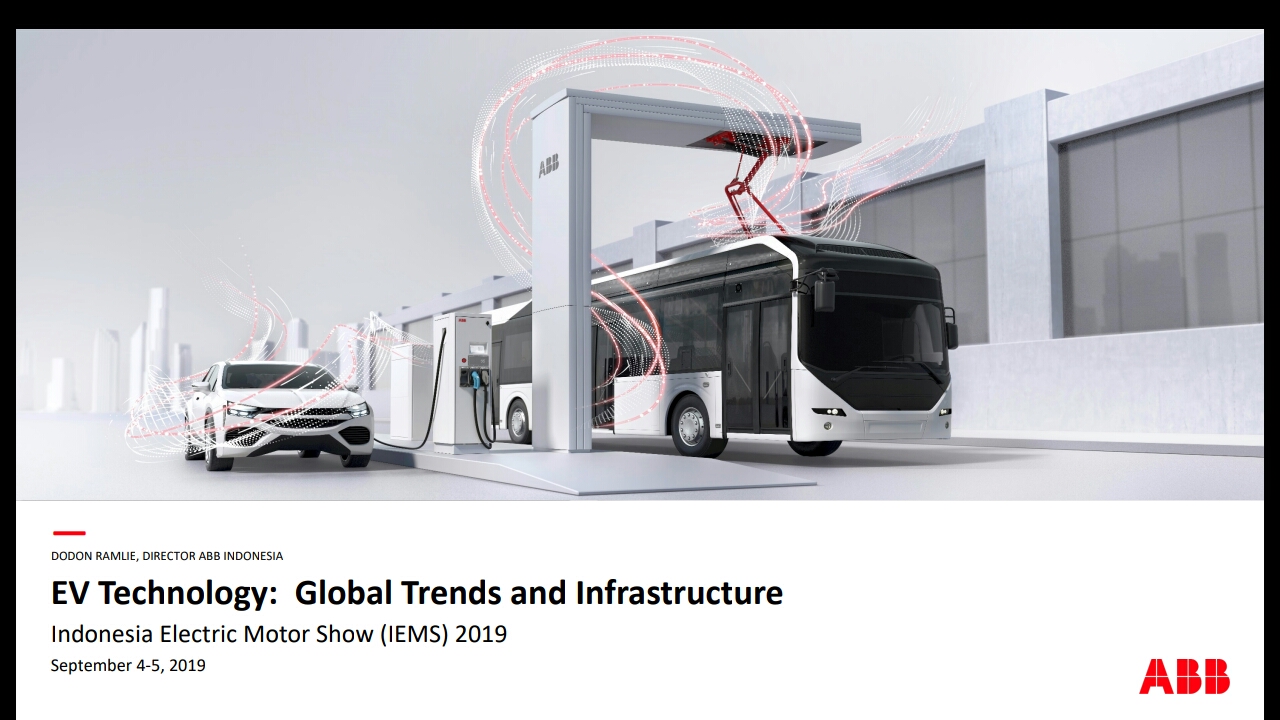 ABB
DODON RAMLIE, DIRECTOR ABB INDONESIA
EV Technology:  Global Trends and Infrastructure
Indonesia Electric Motor Show (IEMS) 2019
September 4-5, 2019
ABB